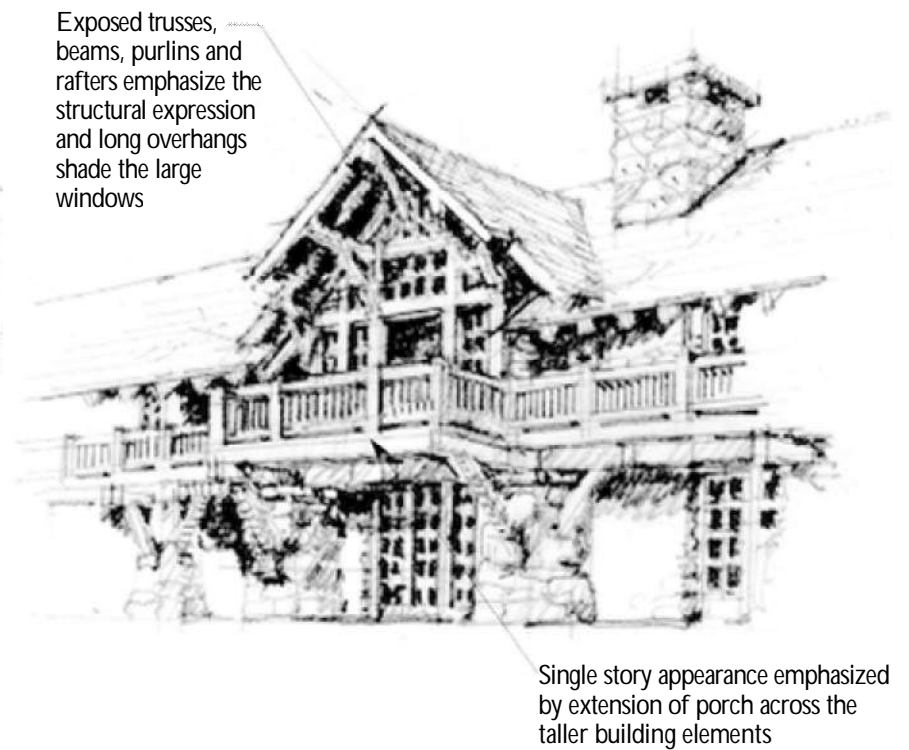 Exposed trusses,
beams, purlins and
rafters emphasize the
structural expression
and long overhangs
shade the large
windows
Single story appearance emphasized
by extension of porch across the
taller building elements